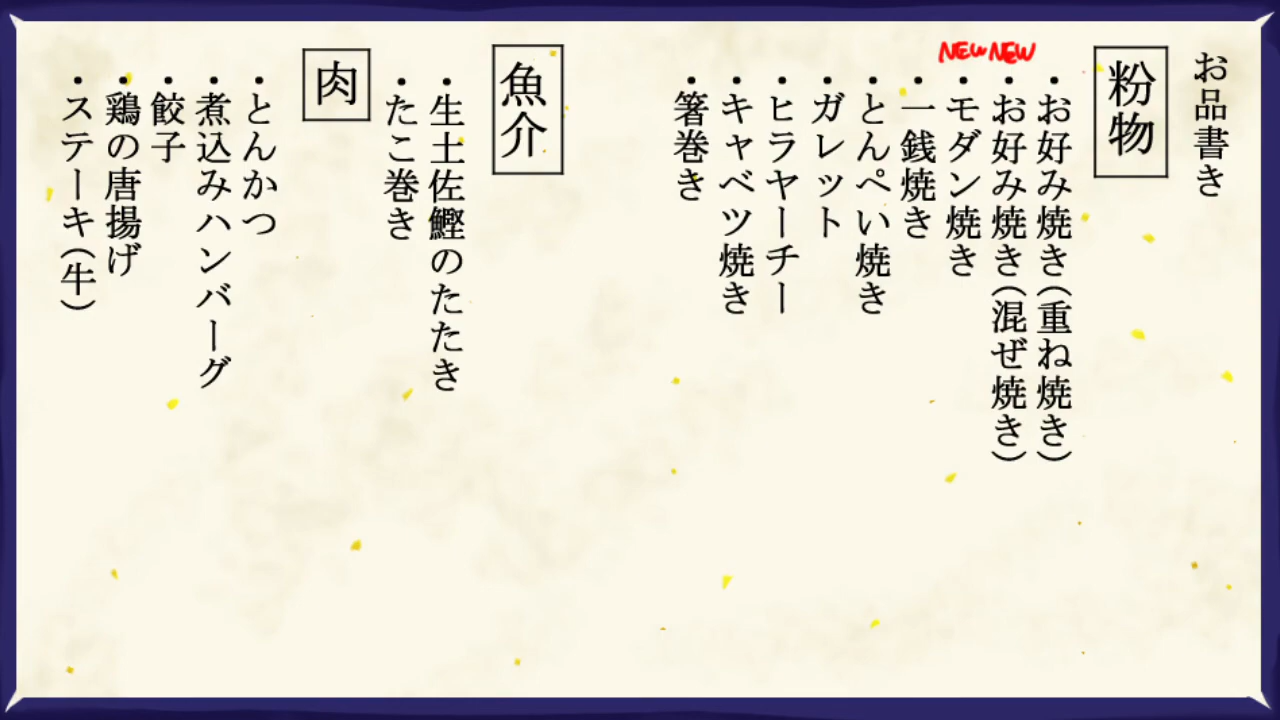 お品書き
粉物
・お好み焼き(重ね焼き)
NEW
・お好み焼き(混ぜ焼き)
NEW
・モダン焼き
・一銭焼き
・とんぺい焼き
・ガレット
・ヒラヤーチー
・キャベツ焼き
・箸巻き
魚介
・生土佐鰹のたたき
・たこ巻き
肉
・とんかつ
・煮込みハンバーグ
・餃子
・鶏の唐揚げ
・ステーキ(牛)